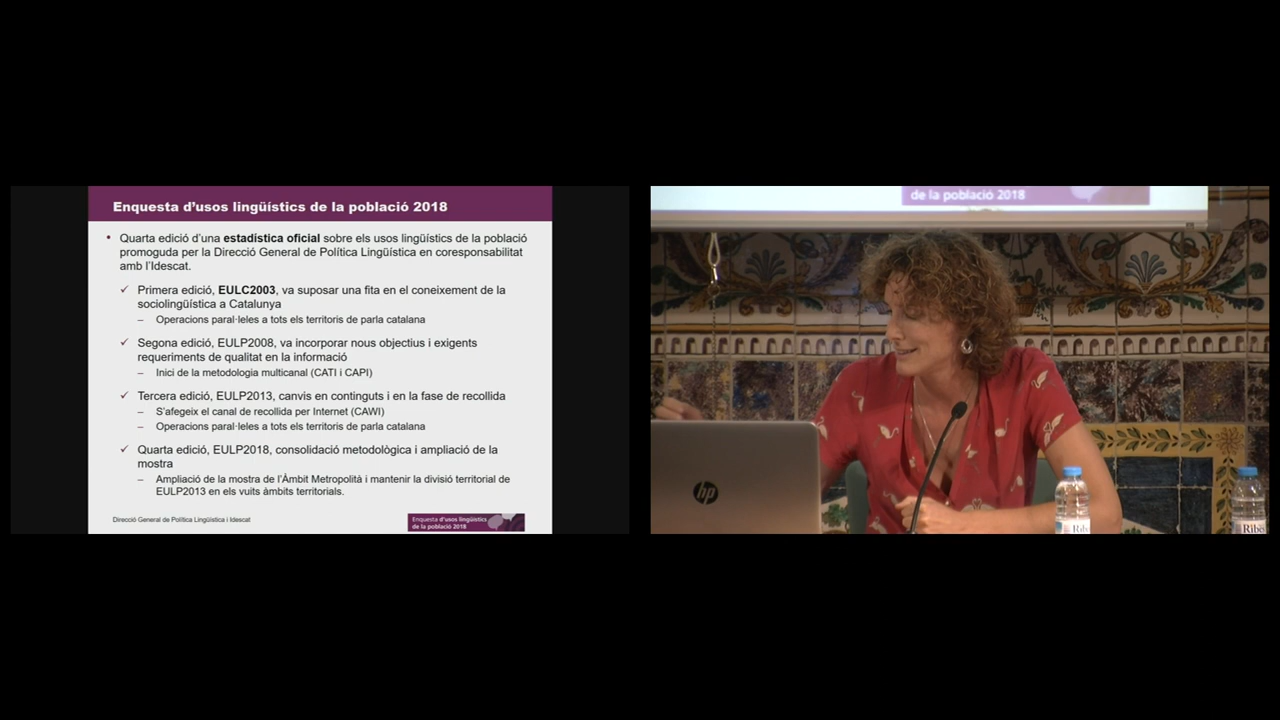 Enquesta d'usos lingüístics de la població 2018
• Quarta edició d'una estadística oficial sobre els usos lingüístics de la població
promoguda per la Direcció General de Política Lingüística en coresponsabilitat
amb l'Idescat.
✓ Primera edició, EULC2003, va suposar una fita en el coneixement de la
sociolingüística a Catalunya
– Operacions paral·leles a tots els territoris de parla catalana
✓ Segona edició, EULP2008, va incorporar nous objectius i exigents
requeriments de qualitat en la informació
– Inici de la metodologia multicanal (CATI i CAPI)
✓ Tercera edició, EULP2013, canvis en continguts i en la fase de recollida
– S'afegeix el canal de recollida per Internet (CAWI)
– Operacions paral·leles a tots els territoris de parla catalana
✓ Quarta edició, EULP2018, consolidació metodològica i ampliació de la
mostra
– Ampliació de la mostra de l'Àmbit Metropolità i mantenir la divisió territorial de
EULP2013 en els vuits àmbits territorials.
Direcció General de Política Lingüística i Idescat
Enquesta d'usos lingüístics
de la població 2018
de la població 2018
hp